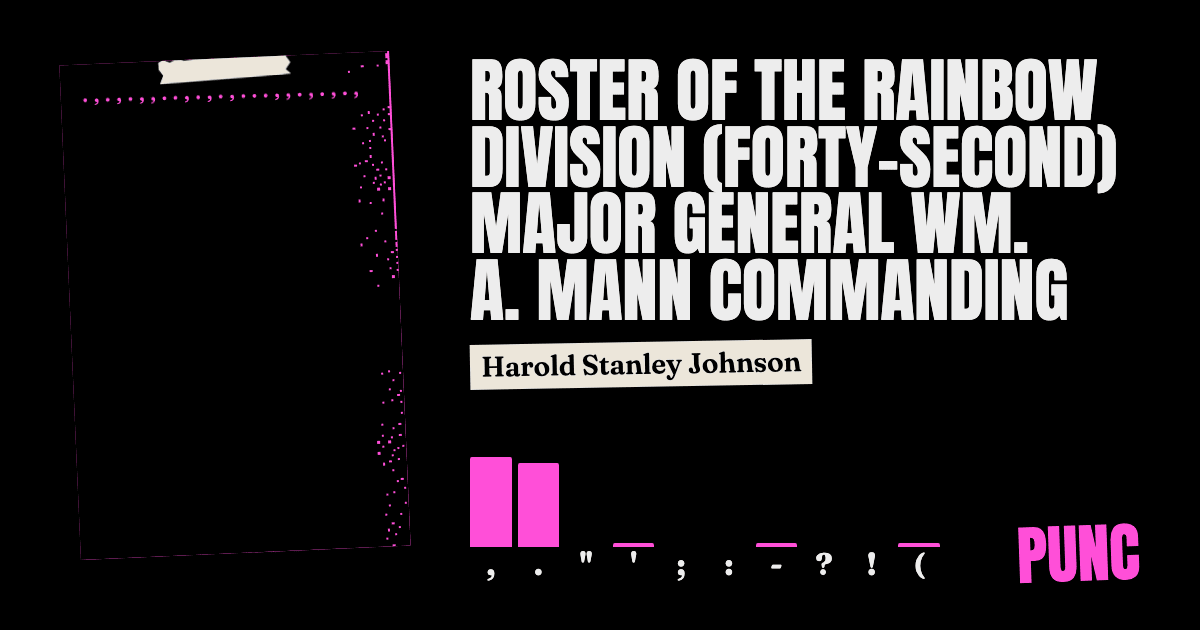 ROSTER OF THE RAINBOW
DIVISION (FORTY-SECOND)
MAJOR GENERAL WM.
A. MANN COMMANDING
Harold Stanley Johnson
, . " ' ; : - ? ! (
PUNC